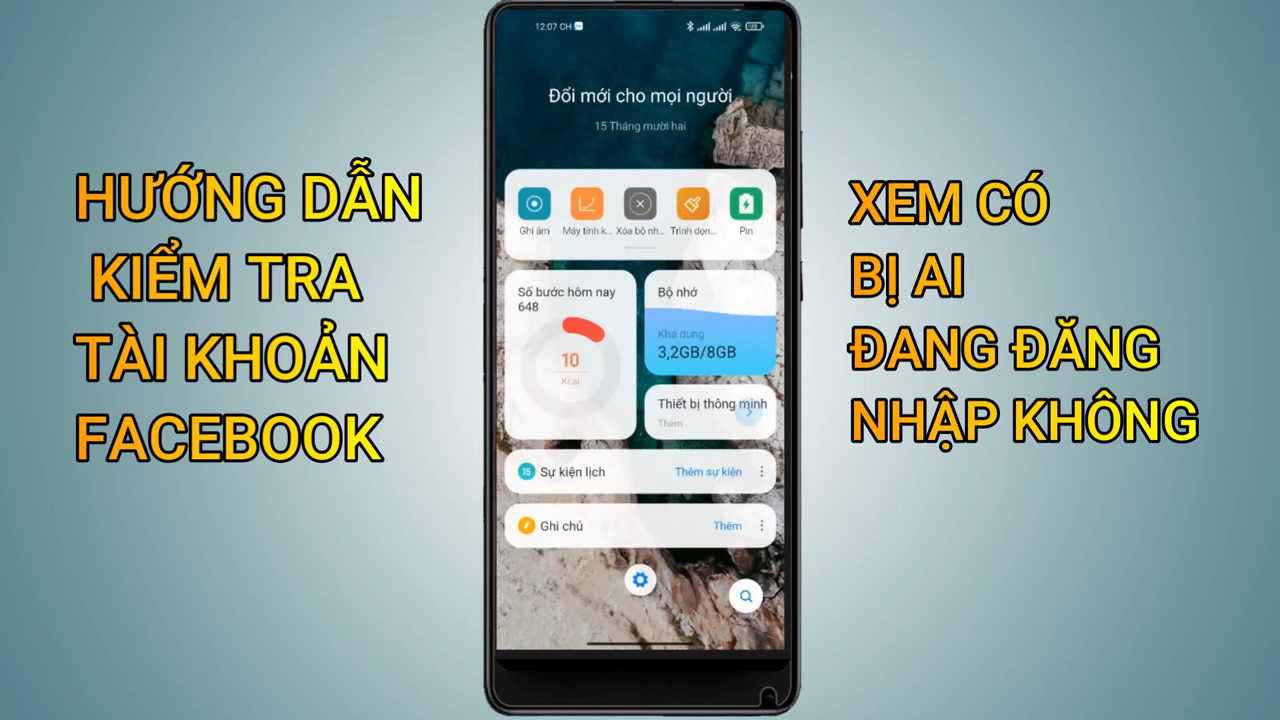 HƯỚNG DẪN
KIỂM TRA
TÀI KHOẢN
FACEBOOK
12:07 CH
Đổi mới cho mọi người
15 Tháng mười hai
Ghi âm
Máy tính k...
Xóa bộ nh...
Trình dọn...
Pin
Số bước hôm nay
648
10
Kcal
Bộ nhớ
Khả dụng
3,2GB/8GB
Thiết bị thông minh
Thêm
15 Sự kiện lịch Thêm sự kiện
Ghi chú Thêm
XEM CÓ
BỊ AI
ĐANG ĐĂNG
NHẬP KHÔNG